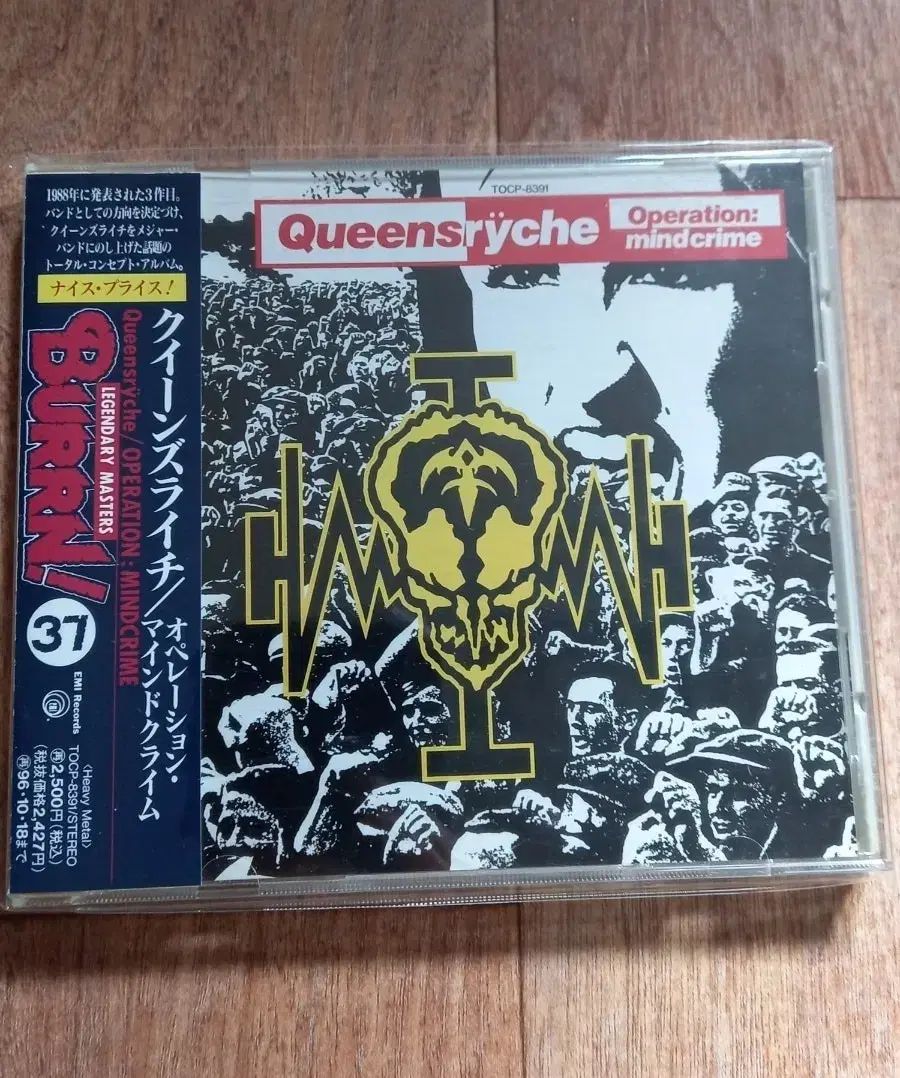 1988年に発表された3作目。
バンドとしての方向を決定づけ、
クイーンズライチをメジャー・
バンドにのし上げた話題の
トータル・コンセプト・アルバム。
ナイス・プライス!
BURRN!
LEGENDARY MASTERS
37
クイーンズライチ/オペレーション・
マインドクライム
Queensrÿche/OPERATION:MINDCRIME
EMI Records
EMI
〈Heavy Metal〉
TOCP-8391/STEREO
再2,500円(税込)
(税抜価格2,427円)
再96・10・18まで
TOCP-8391
Queensrÿche
Operation:
mindcrime